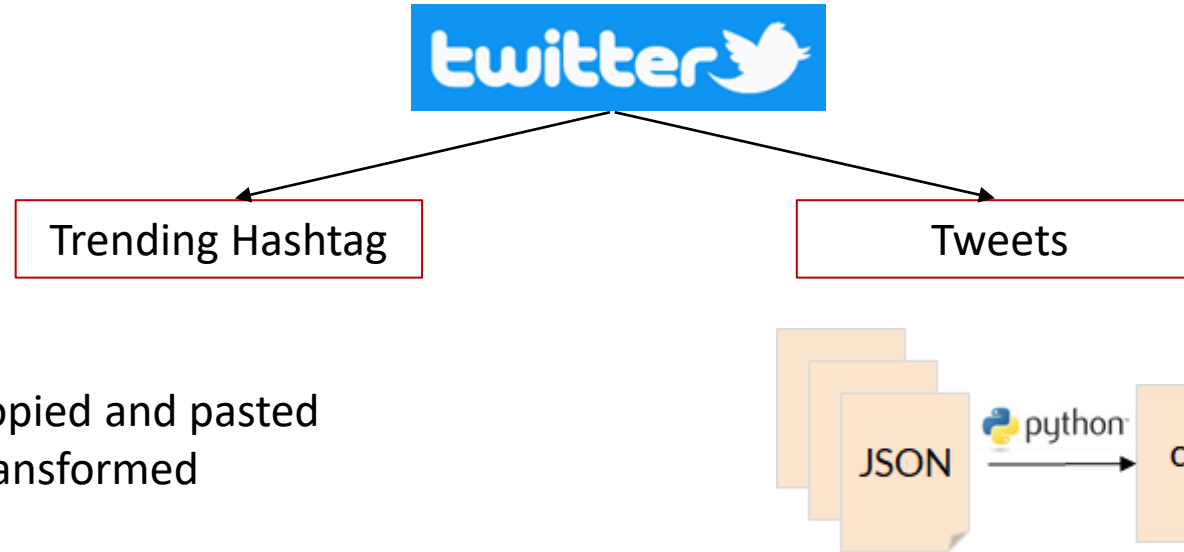 twitter
Trending Hashtag
Tweets
opied and pasted
ansformed
JSON
python